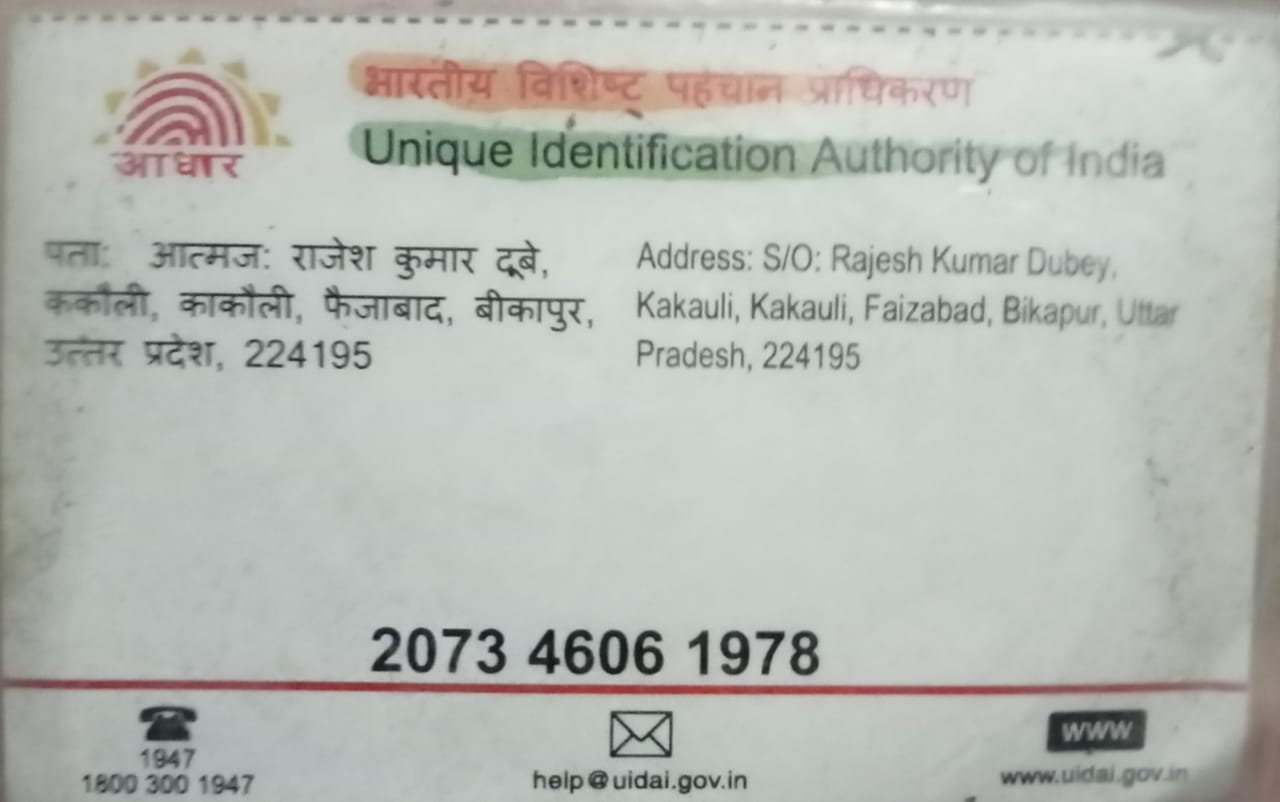 भारतीय विशिष्ट पहचान प्राधिकरण
Unique Identification Authority of India
आधार
पता: आत्मज: राजेश कुमार दूबे,
ककौली, काकौली, फैजाबाद, बीकापुर,
उत्तर प्रदेश, 224195
Address: S/O: Rajesh Kumar Dubey,
Kakauli, Kakauli, Faizabad, Bikapur, Uttar
Pradesh, 224195
2073 4606 1978
1947
1800 300 1947
help@uidai.gov.in
www
www.uidai.gov.in